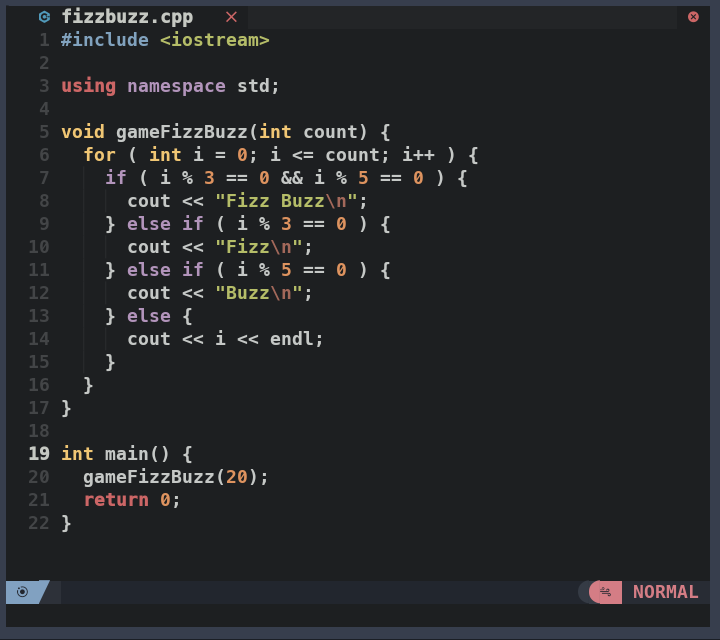 fizzbuzz.cpp
1 #include <iostream>
2
3 using namespace std;
4
5 void gameFizzBuzz(int count) {
6   for ( int i = 0; i <= count; i++ ) {
7     if ( i % 3 == 0 && i % 5 == 0 ) {
8       cout << "Fizz Buzz\n";
9     } else if ( i % 3 == 0 ) {
10       cout << "Fizz\n";
11     } else if ( i % 5 == 0 ) {
12       cout << "Buzz\n";
13     } else {
14       cout << i << endl;
15     }
16   }
17 }
18
19 int main() {
20   gameFizzBuzz(20);
21   return 0;
22 }
NORMAL